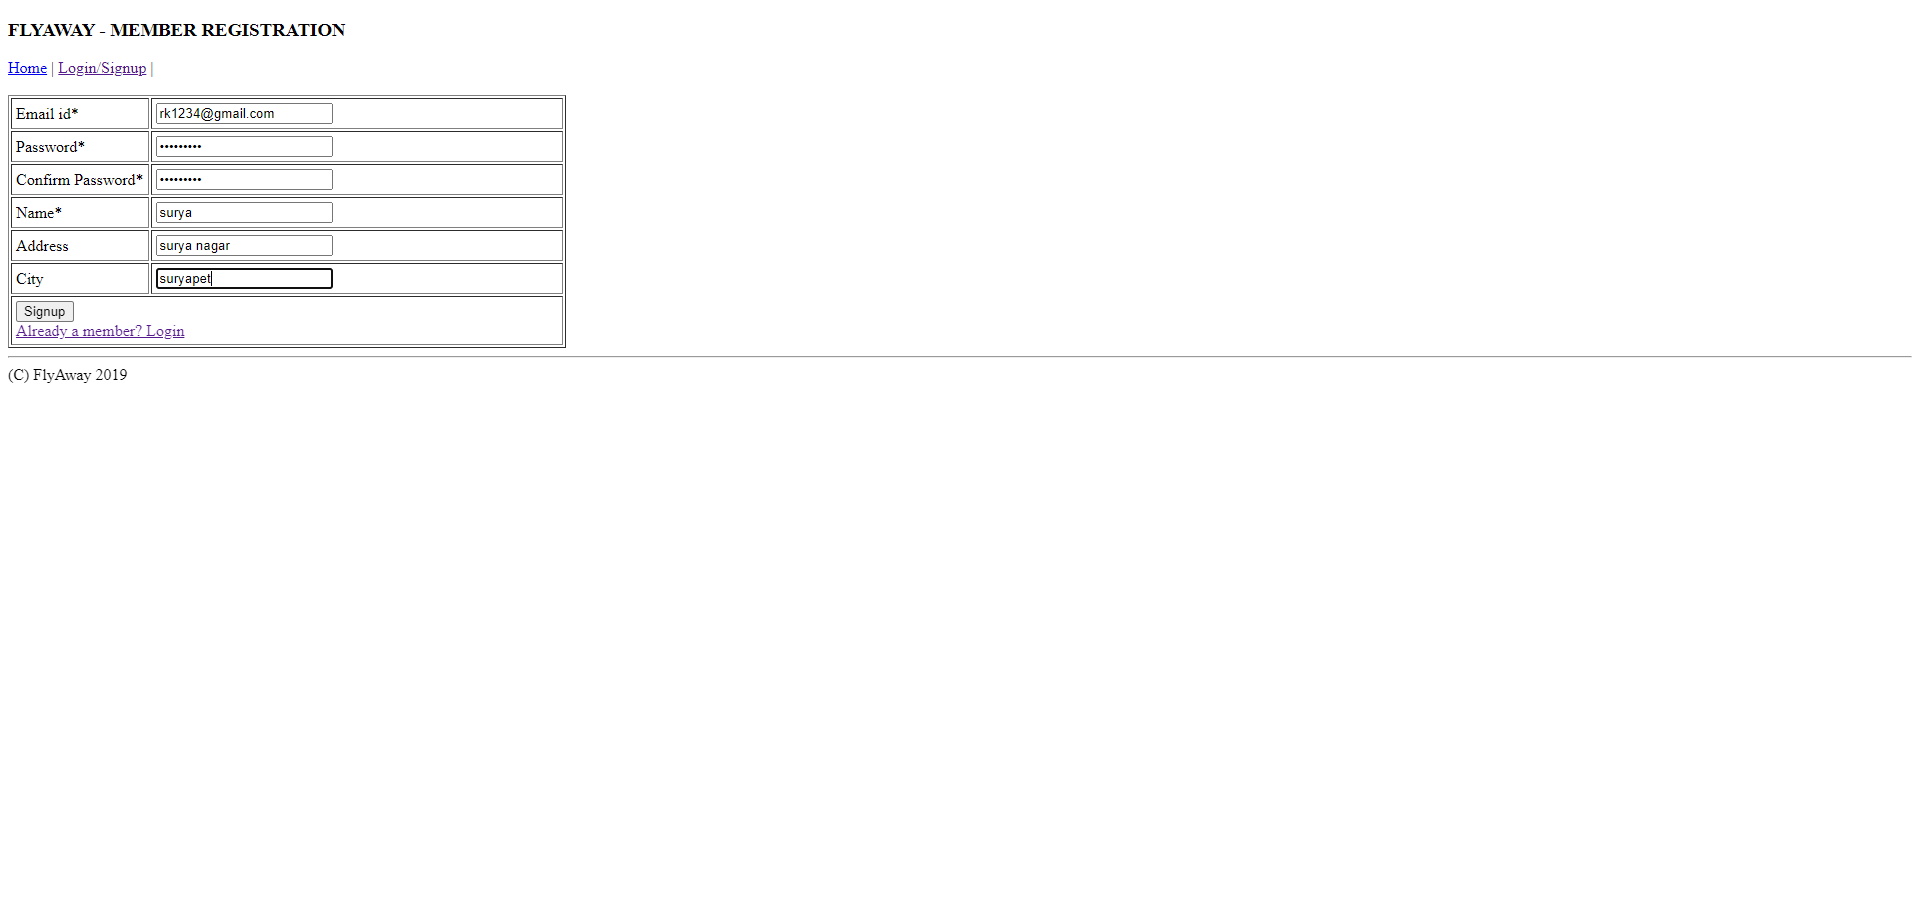 FLYAWAY - MEMBER REGISTRATION
Home | Login/Signup |
Email id* rk1234@gmail.com
Password* •••••••••
Confirm Password* •••••••••
Name* surya
Address surya nagar
City suryapet
Signup
Already a member? Login
(C) FlyAway 2019